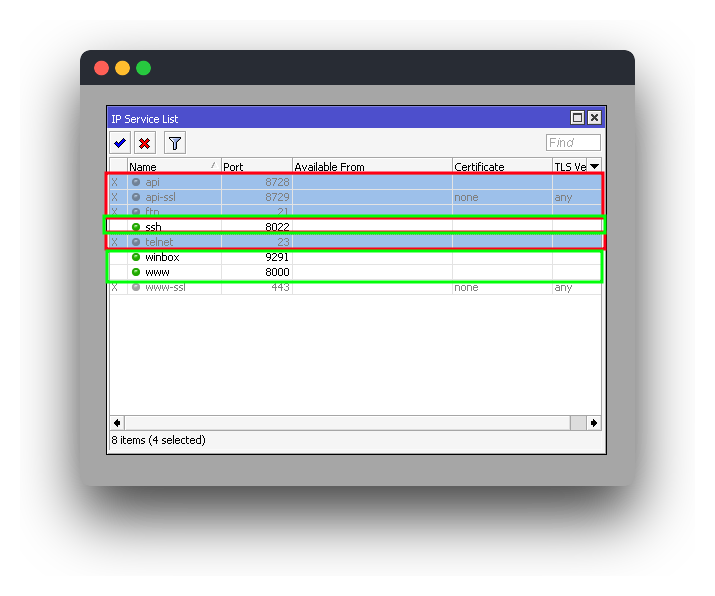 IP Service List
Find
Name Port Available From Certificate TLS Ve
X api 8728
X api-ssl 8729 none any
X ftp 21
ssh 8022
X telnet 23
winbox 9291
www 8000
X www-ssl 443 none any
8 items (4 selected)